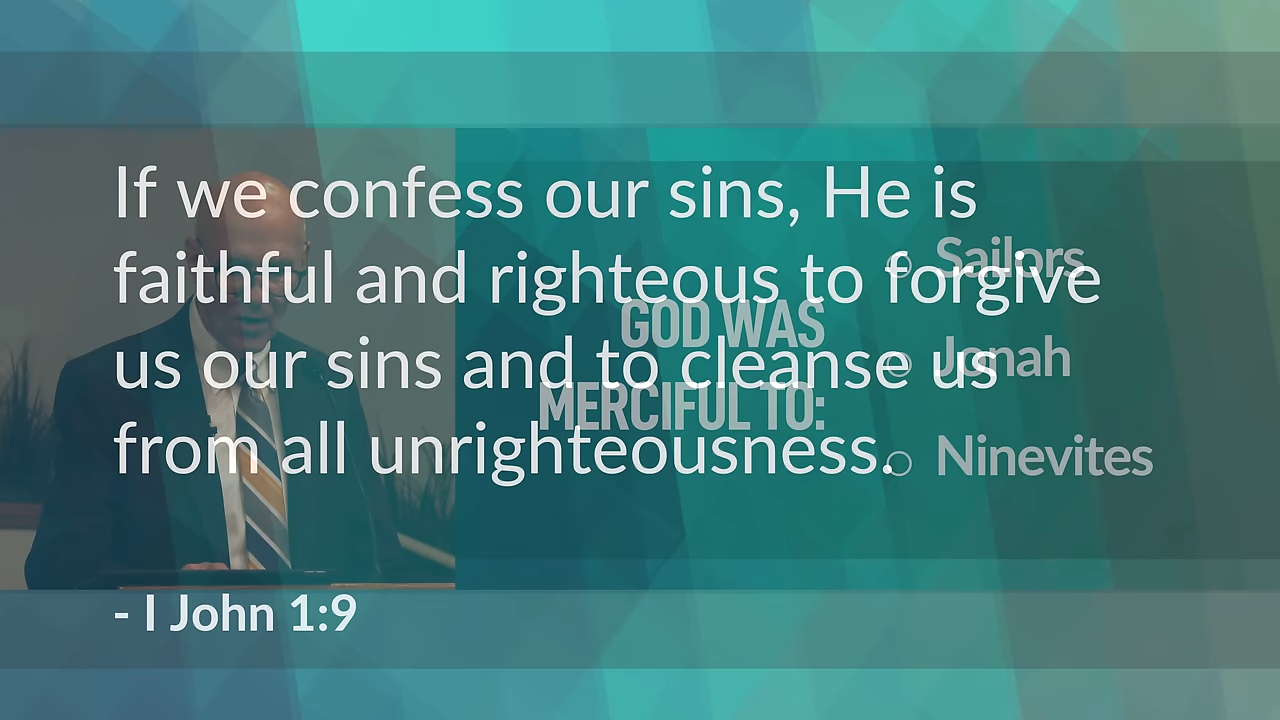 If we confess our sins, He is
faithful and righteous to forgive
us our sins and to cleanse us
from all unrighteousness.
- I John 1:9
GOD WAS
MERCIFUL TO:
○ Sailors
○ Jonah
○ Ninevites